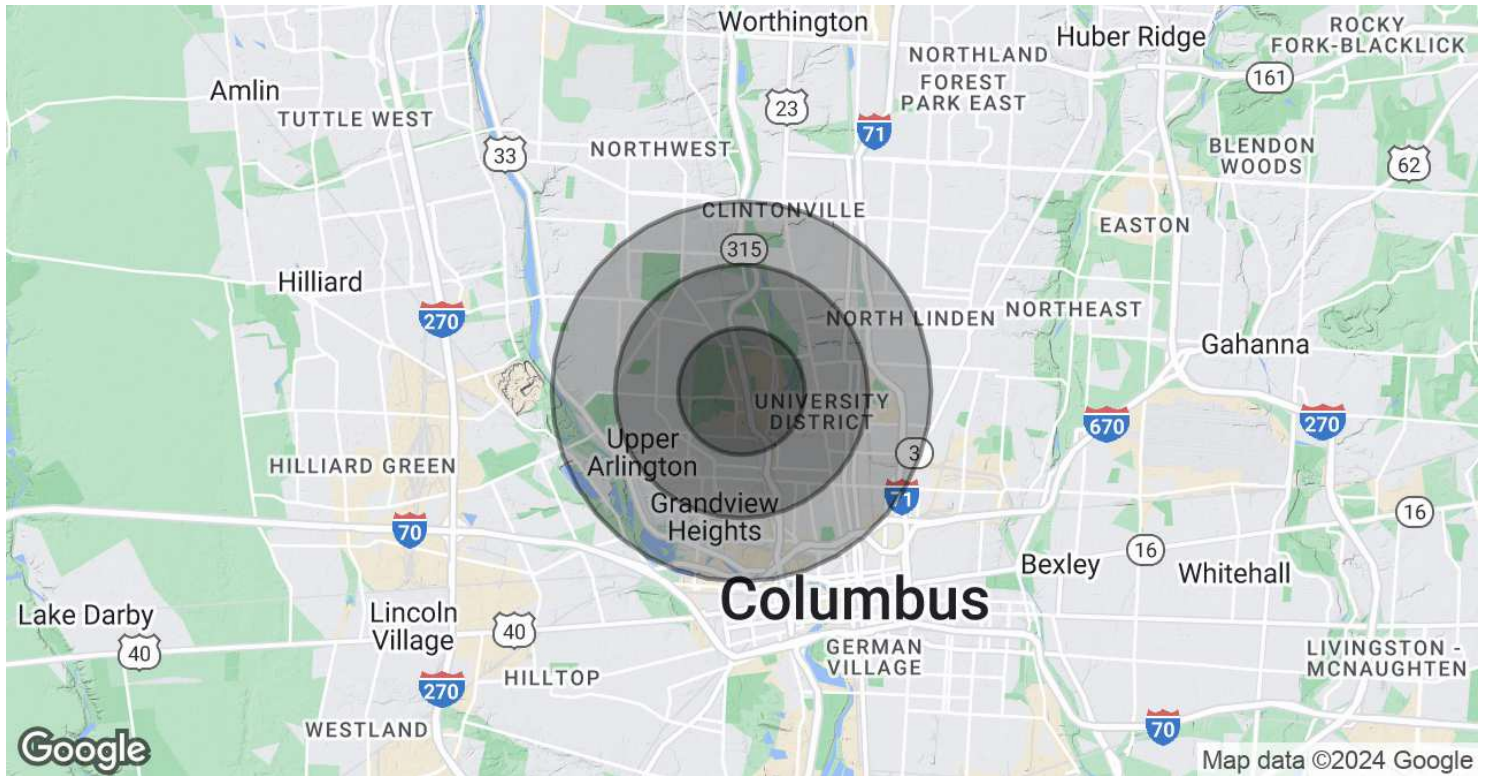 Worthington
Huber Ridge
ROCKY
FORK-BLACKLICK
NORTHLAND
161
Amlin
FOREST
PARK EAST
TUTTLE WEST
23
71
33
NORTHWEST
BLENDON
WOODS
62
CLINTONVILLE
EASTON
315
Hilliard
270
NORTH LINDEN
NORTHEAST
Gahanna
UNIVERSITY
DISTRICT
670
270
Upper
Arlington
HILLIARD GREEN
3
Grandview
Heights
71
70
16
16
Bexley
Whitehall
Columbus
Lake Darby
40
Lincoln
Village
40
GERMAN
VILLAGE
LIVINGSTON -
MCNAUGHTEN
HILLTOP
270
WESTLAND
70
Google
Map data ©2024 Google